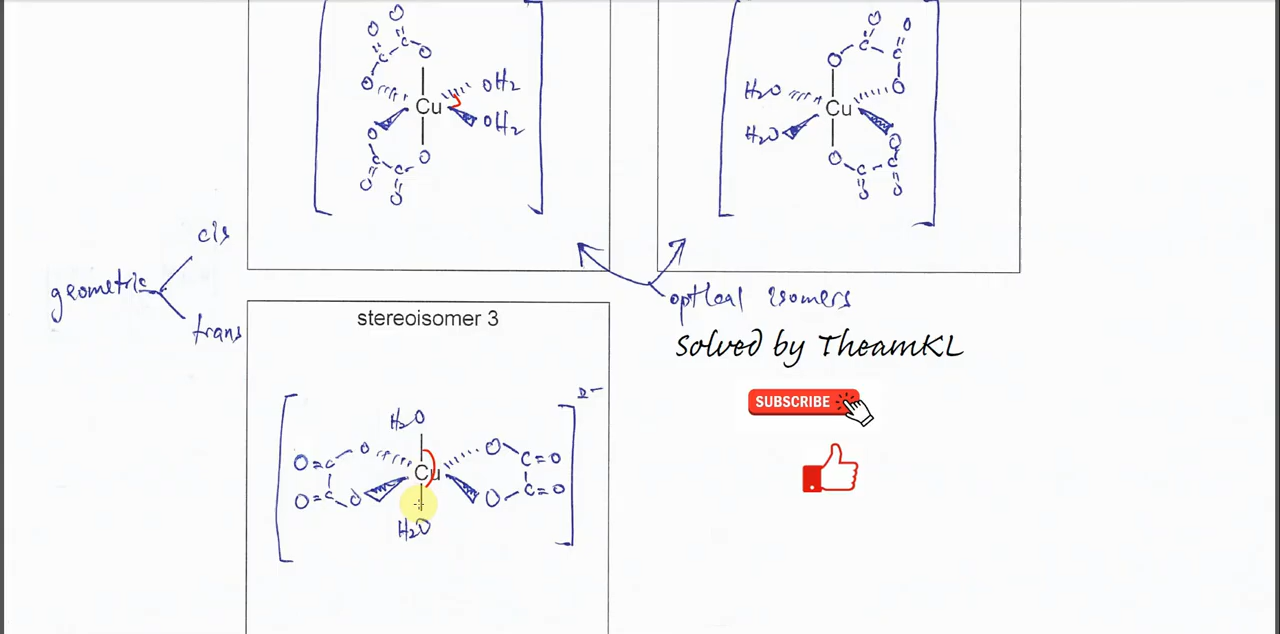 O O
C C O
O
Cu
OH2
OH2
O
C C O
O O
O O
O C C
H2O
O
Cu
H2O
O
O C C
O O
cis
geometric
trans
optical isomers
stereoisomer 3
Solved by TheamKL
SUBSCRIBE
2-
H2O
O=C O
O C=O
Cu
O=C O
O C=O
H2O